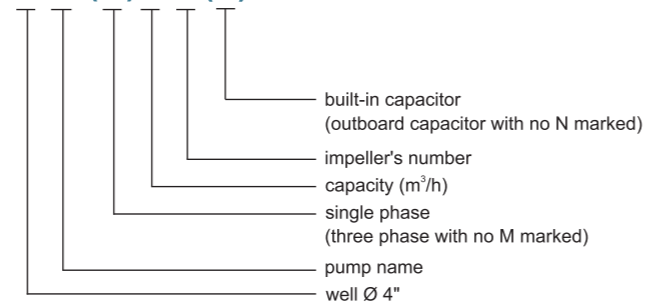 built-in capacitor
(outboard capacitor with no N marked)
impeller's number
capacity (m³/h)
single phase
(three phase with no M marked)
pump name
well Ø 4"